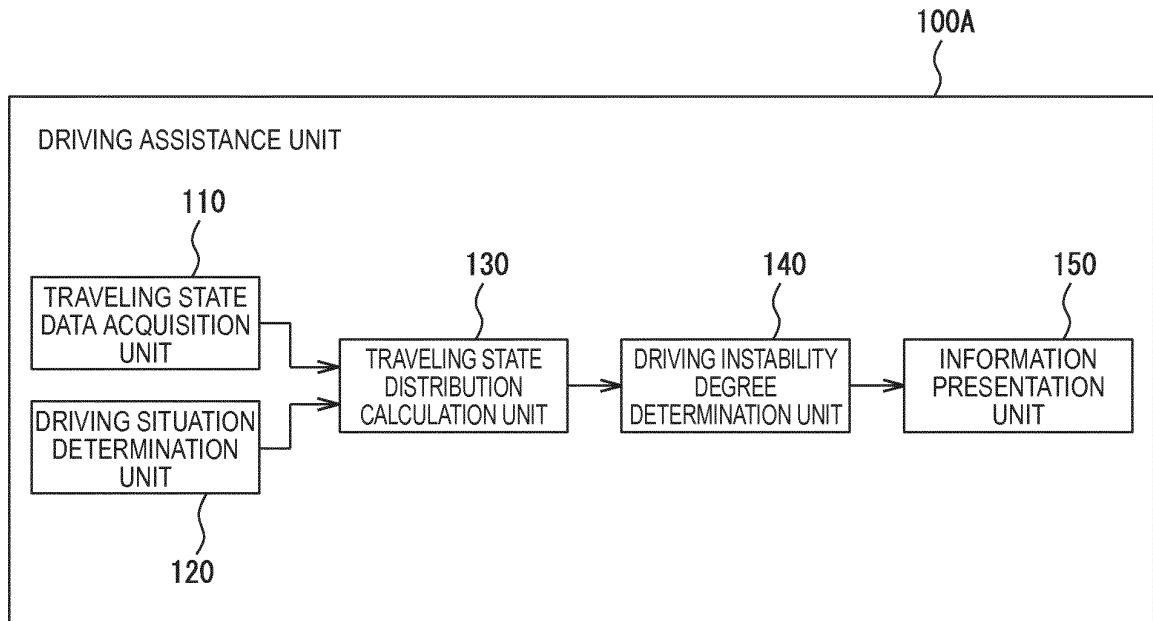 100A
DRIVING ASSISTANCE UNIT
110
TRAVELING STATE
DATA ACQUISITION
UNIT
DRIVING SITUATION
DETERMINATION
UNIT
120
130
TRAVELING STATE
DISTRIBUTION
CALCULATION UNIT
140
DRIVING INSTABILITY
DEGREE
DETERMINATION UNIT
150
INFORMATION
PRESENTATION
UNIT